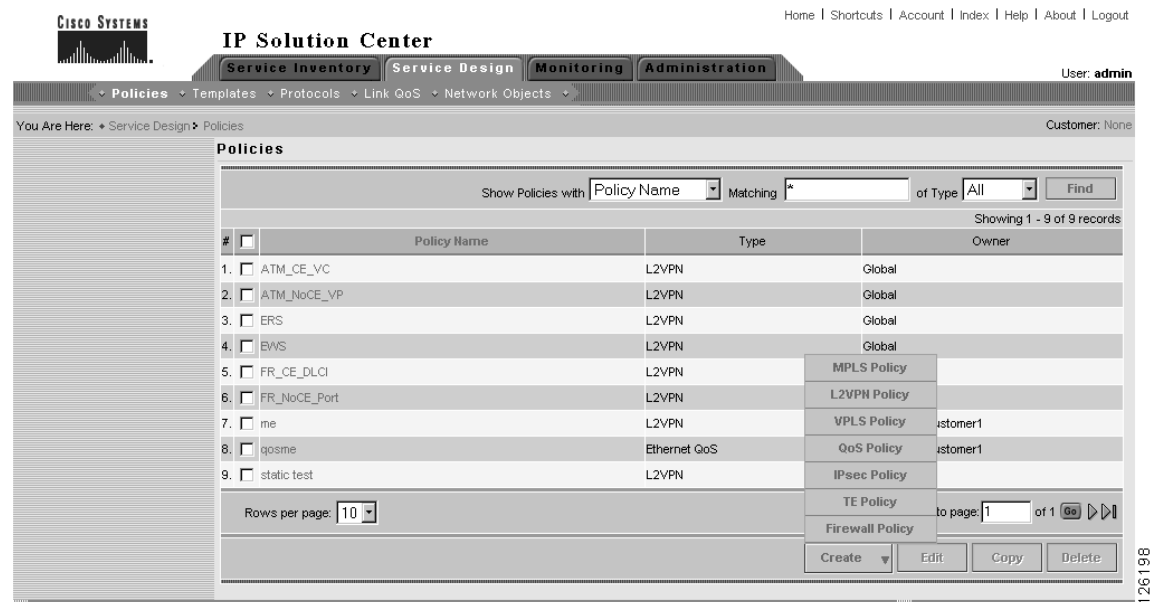 Home | Shortcuts | Account | Index | Help | About | Logout
CISCO SYSTEMS
IP Solution Center
Service Inventory Service Design Monitoring Administration
User: admin
Policies Templates Protocols Link QoS Network Objects
You Are Here: Service Design Policies Customer: None
Policies
Show Policies with Policy Name Matching * of Type All Find
Showing 1 - 9 of 9 records
# Policy Name Type Owner
1. ATM_CE_VC L2VPN Global
2. ATM_NoCE_VP L2VPN Global
3. ERS L2VPN Global
4. EWS L2VPN Global
5. FR_CE_DLCI L2VPN
6. FR_NoCE_Port L2VPN
7. me L2VPN ustomer1
8. qosme Ethernet QoS ustomer1
9. static test L2VPN
MPLS Policy
L2VPN Policy
VPLS Policy
QoS Policy
IPsec Policy
TE Policy
Firewall Policy
Rows per page: 10 to page: 1 of 1 Go
Create Edit Copy Delete
126198